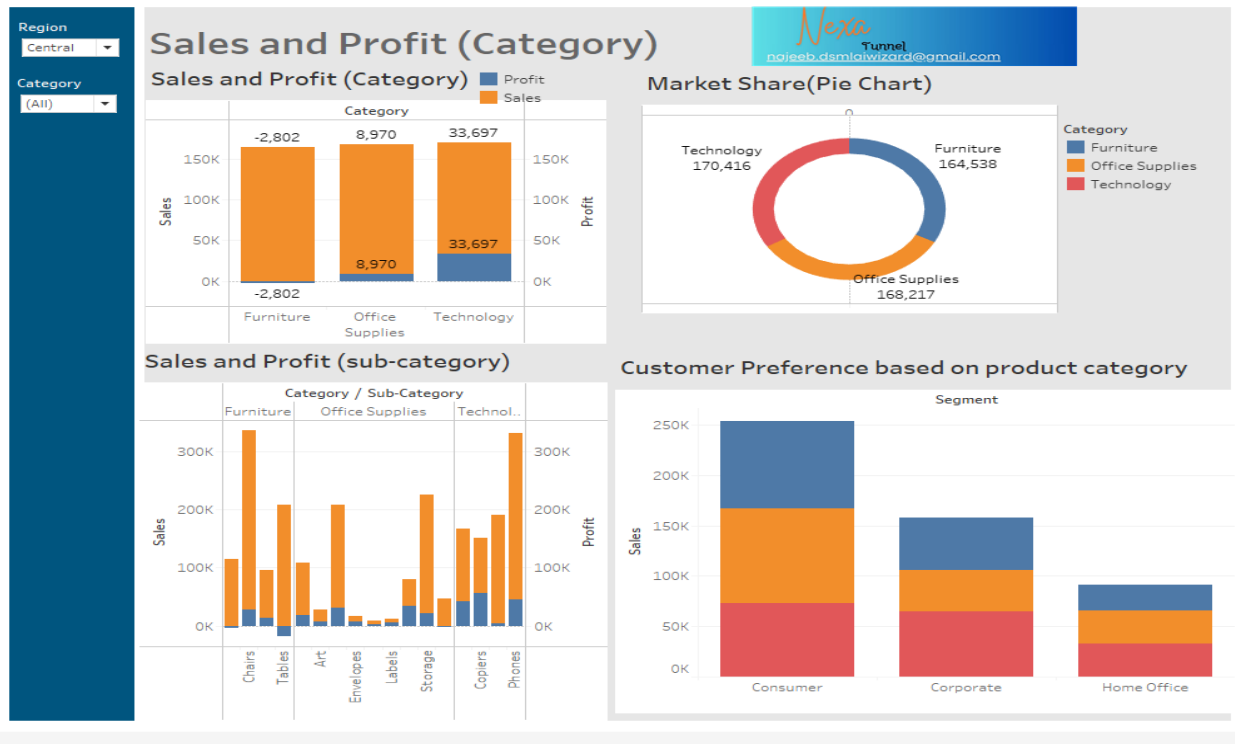 Region
Central
Category
(All)
Sales and Profit (Category)
Nexa
Tunnel
najeeb.dsmlaiwizard@gmail.com
Sales and Profit (Category)
Profit
Sales
Category
-2,802
8,970
33,697
150K
100K
50K
0K
Sales
8,970
33,697
-2,802
150K
100K
50K
0K
Profit
Furniture
Office
Supplies
Technology
Market Share(Pie Chart)
Technology
170,416
Furniture
164,538
Office Supplies
168,217
Category
Furniture
Office Supplies
Technology
Sales and Profit (sub-category)
Category / Sub-Category
Furniture
Office Supplies
Technol..
300K
200K
100K
0K
Sales
300K
200K
100K
0K
Profit
Chairs
Tables
Art
Envelopes
Labels
Storage
Copiers
Phones
Customer Preference based on product category
Segment
250K
200K
150K
100K
50K
0K
Sales
Consumer
Corporate
Home Office